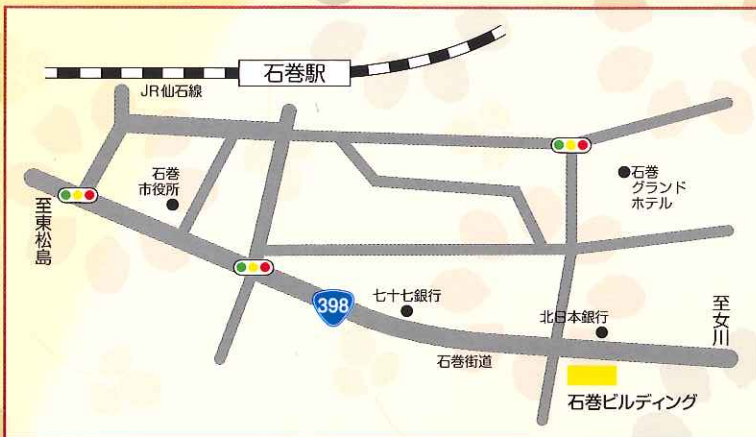 石巻駅
JR仙石線
石巻
市役所
石巻
グランド
ホテル
至東松島
398
七十七銀行
北日本銀行
至女川
石巻街道
石巻ビルディング